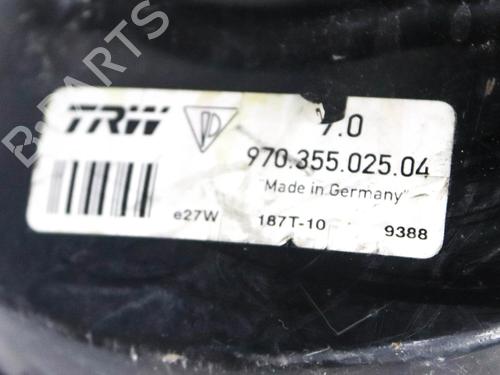 B-PARTS
TRW
7.0
970.355.025.04
"Made in Germany"
e27W 187T-10 9388